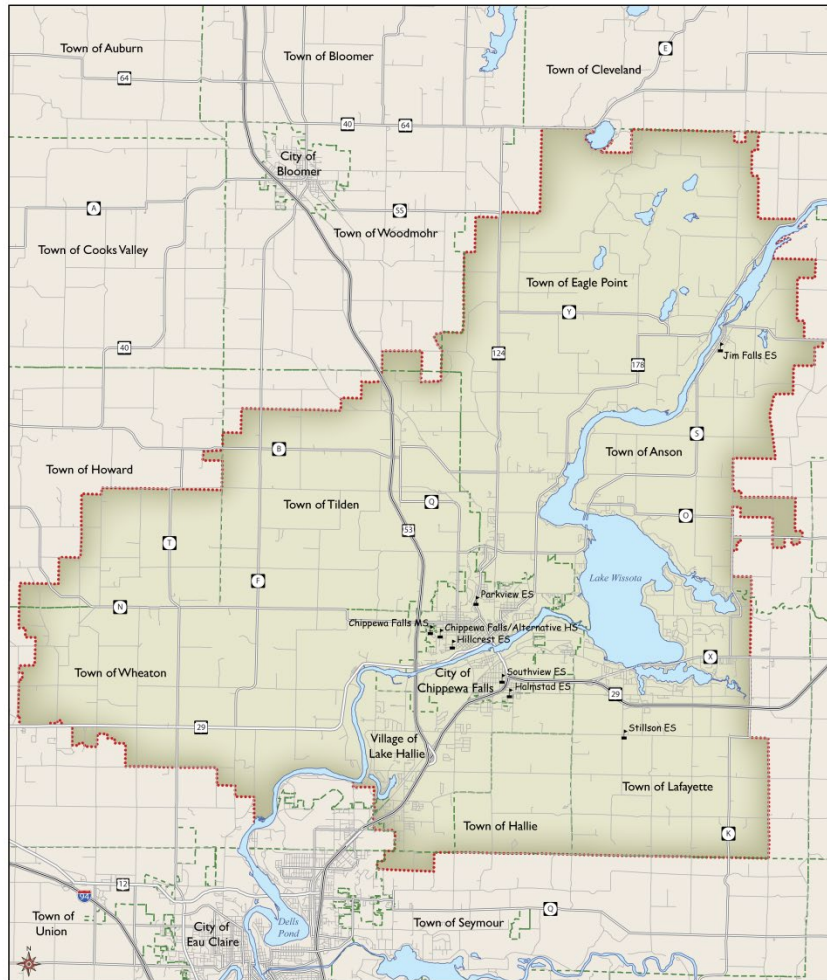 Town of Auburn
Town of Bloomer
Town of Cleveland
E
64
40
64
City of
Bloomer
A
55
Town of Woodmohr
Town of Cooks Valley
Town of Eagle Point
Y
40
124
178
Jim Falls ES
S
Town of Anson
B
Town of Howard
Town of Tilden
Q
O
53
T
F
Lake Wissota
Parkview ES
N
Chippewa Falls MS
Chippewa Falls/Alternative HS
Hillcrest ES
X
Town of Wheaton
City of
Chippewa Falls
Southview ES
Halmstad ES
29
29
Village of
Lake Hallie
Stillson ES
Town of Lafayette
Town of Hallie
K
12
94
Town of
Union
City of
Eau Claire
Dells
Pond
Town of Seymour
Q
N